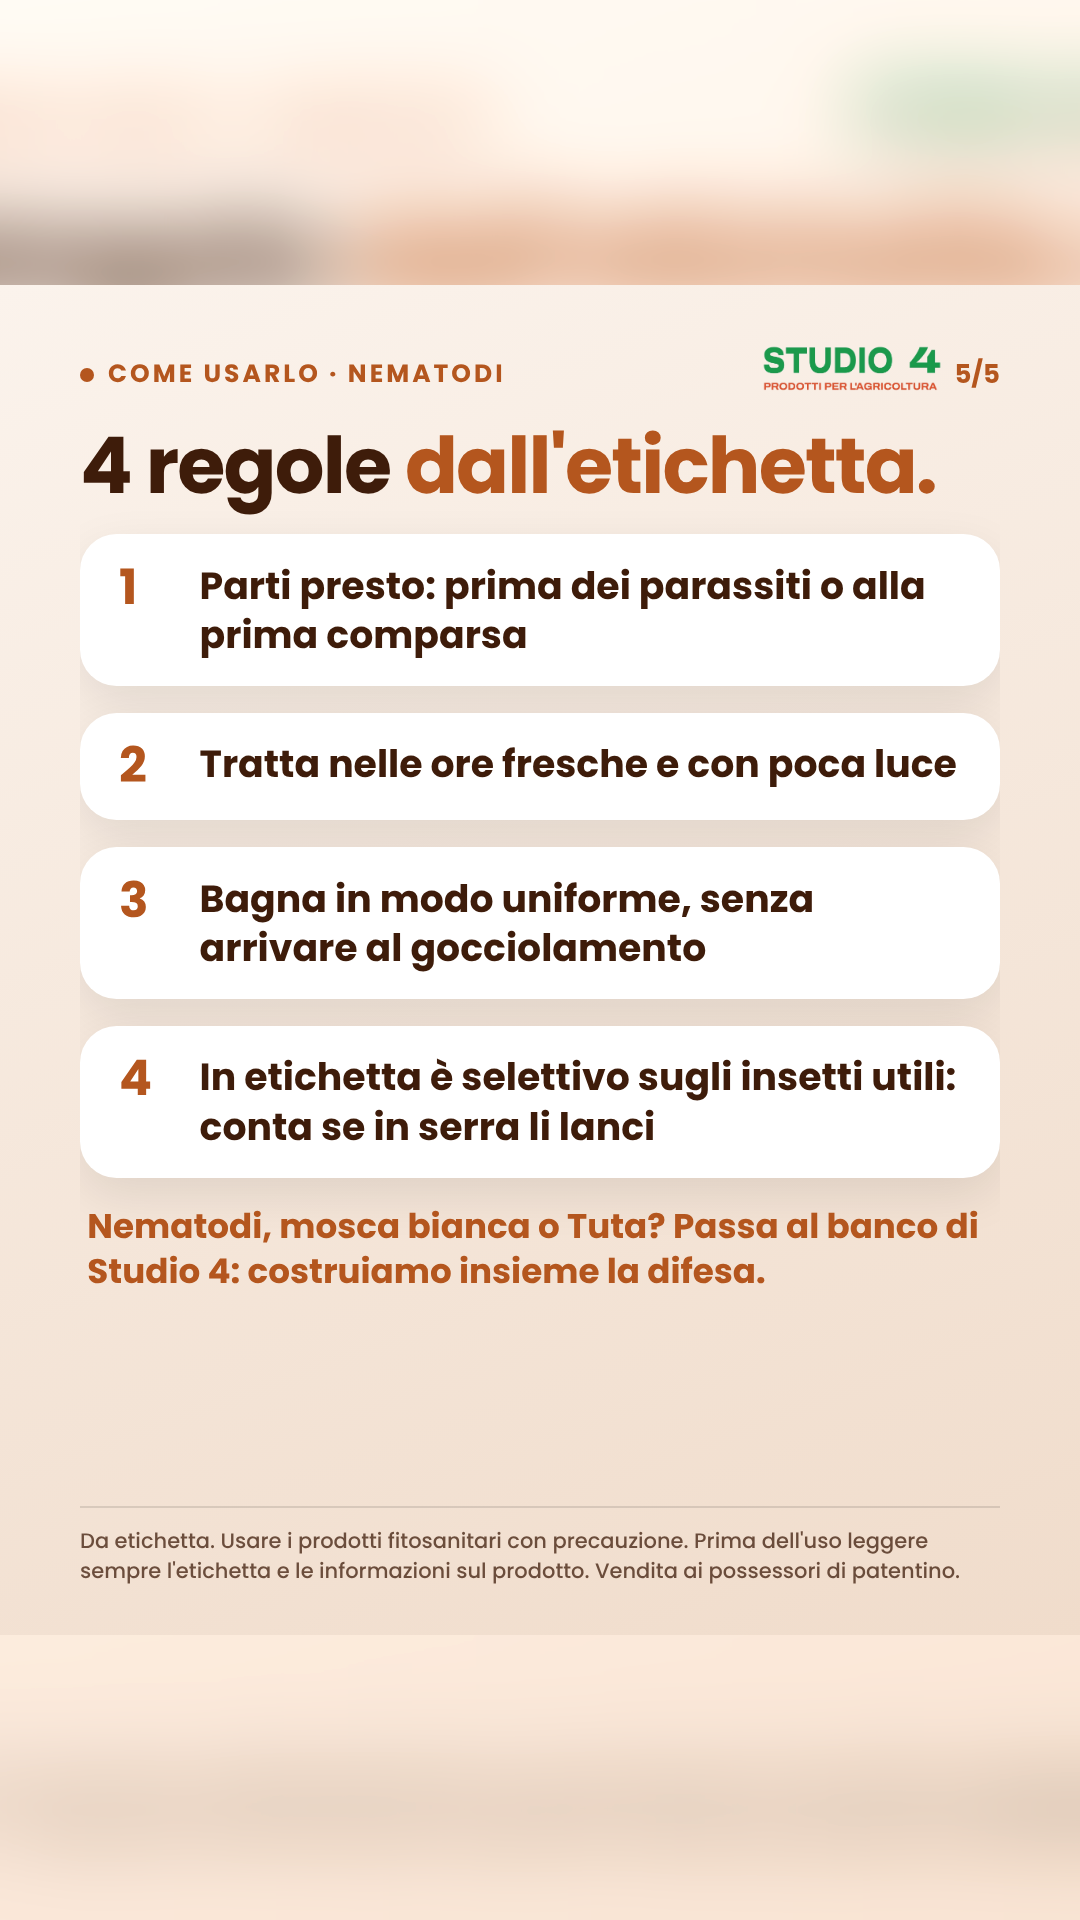 COME USARLO · NEMATODI
STUDIO 4
PRODOTTI PER L'AGRICOLTURA
5/5
4 regole dall'etichetta.
1
Parti presto: prima dei parassiti o alla
prima comparsa
2
Tratta nelle ore fresche e con poca luce
3
Bagna in modo uniforme, senza
arrivare al gocciolamento
4
In etichetta è selettivo sugli insetti utili:
conta se in serra li lanci
Nematodi, mosca bianca o Tuta? Passa al banco di
Studio 4: costruiamo insieme la difesa.
Da etichetta. Usare i prodotti fitosanitari con precauzione. Prima dell'uso leggere
sempre l'etichetta e le informazioni sul prodotto. Vendita ai possessori di patentino.